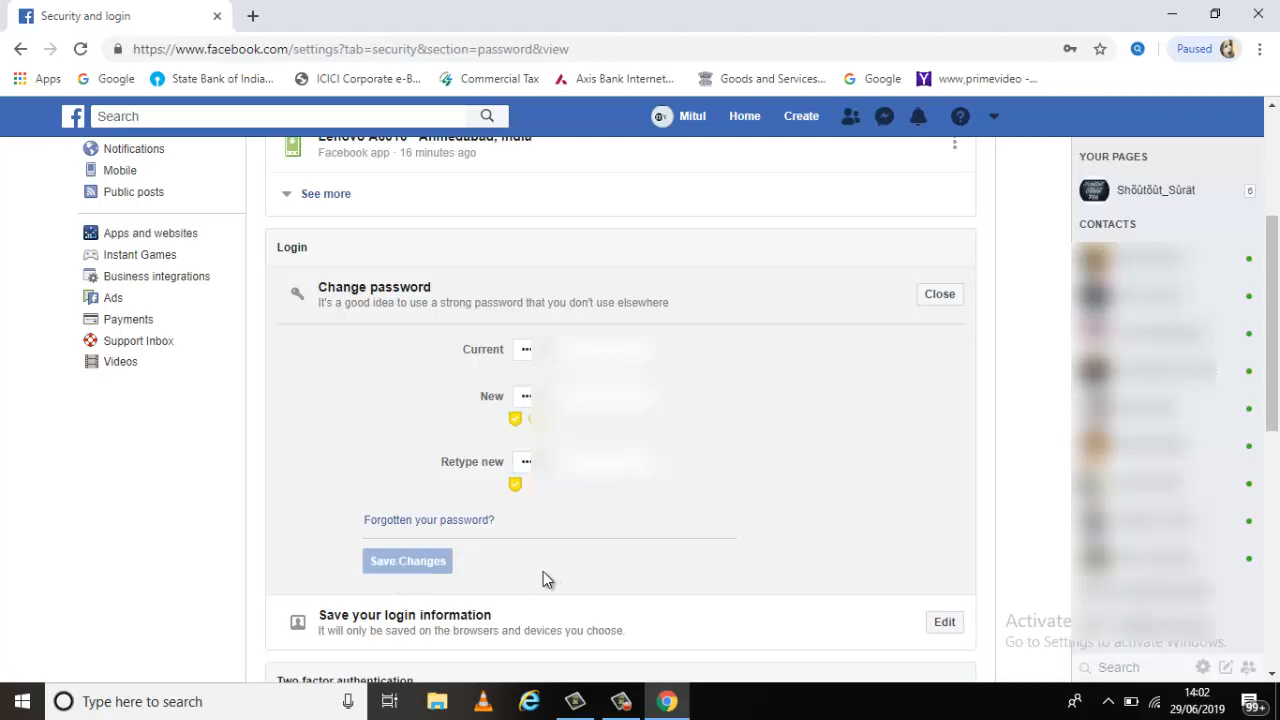 Security and login
https://www.facebook.com/settings?tab=security&section=password&view
Paused
Apps
Google
State Bank of India...
ICICI Corporate e-B...
Commercial Tax
Axis Bank Internet...
Goods and Services...
Google
www,primevideo -...
Search
Mitul
Home
Create
Notifications
Mobile
Public posts
Apps and websites
Instant Games
Business integrations
Ads
Payments
Support Inbox
Videos
Lenovo A6010 · Ahmedabad, India
Facebook app · 16 minutes ago
See more
Login
Change password
It's a good idea to use a strong password that you don't use elsewhere
Close
Current
New
Retype new
Forgotten your password?
Save Changes
Save your login information
It will only be saved on the browsers and devices you choose.
Edit
Two factor authentication
YOUR PAGES
Shõûtõût_Sûrät
6
CONTACTS
Activate
Go to Settings to activate Windows.
Search
Type here to search
14:02
29/06/2019
99+